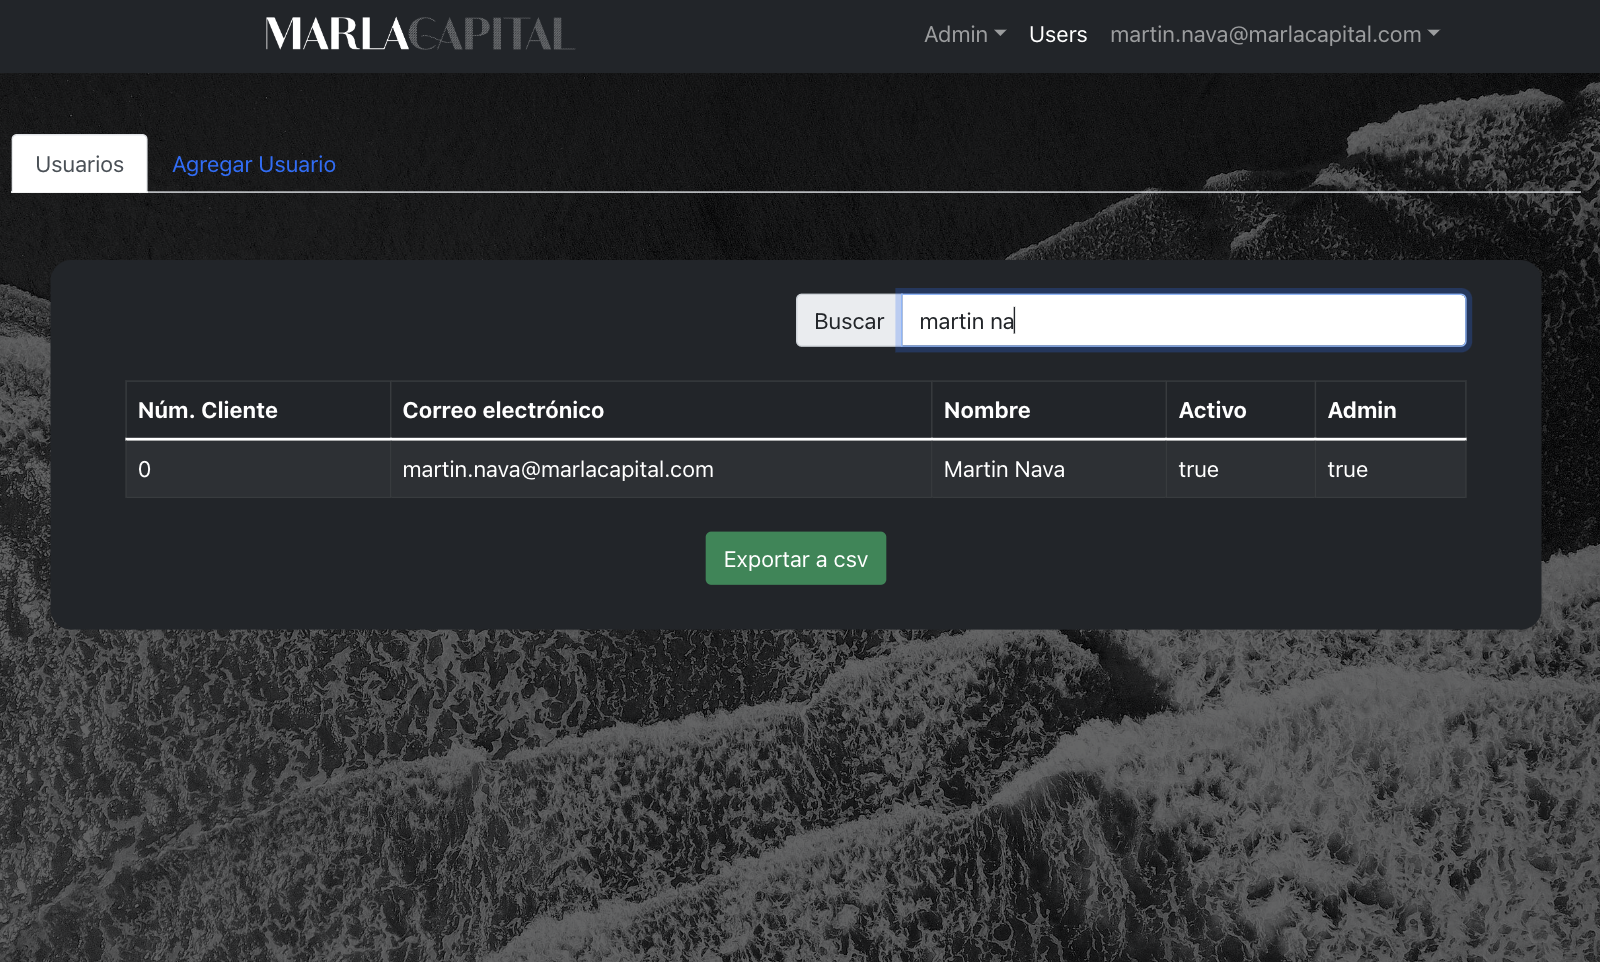 MARLACAPITAL
Admin Users martin.nava@marlacapital.com
Usuarios Agregar Usuario
Buscar martin na
Núm. Cliente Correo electrónico Nombre Activo Admin
0 martin.nava@marlacapital.com Martin Nava true true
Exportar a csv